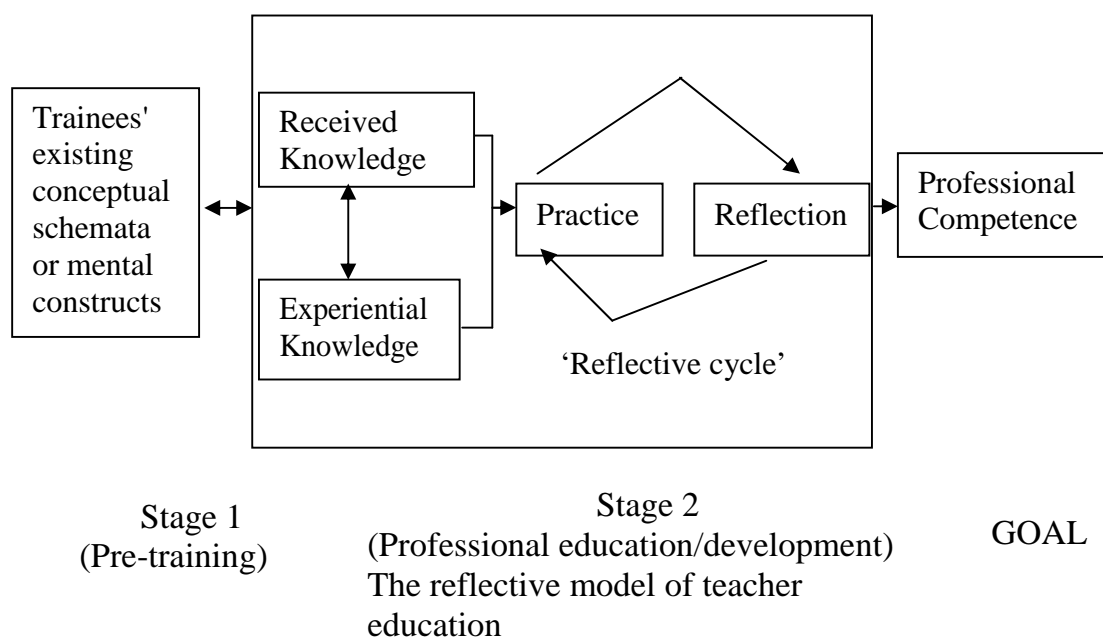 Trainees'
existing
conceptual
schemata
or mental
constructs
Received
Knowledge
Experiential
Knowledge
Practice
Reflection
‘Reflective cycle’
Professional
Competence
Stage 1
(Pre-training)
Stage 2
(Professional education/development)
The reflective model of teacher
education
GOAL